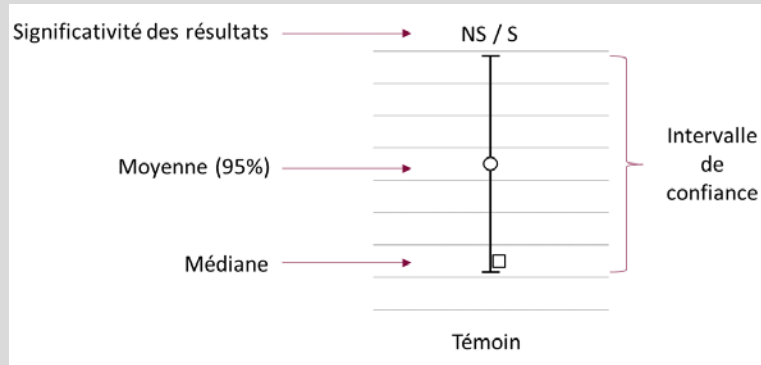 Significativité des résultats
NS / S
Moyenne (95%)
Intervalle
de
confiance
Médiane
Témoin